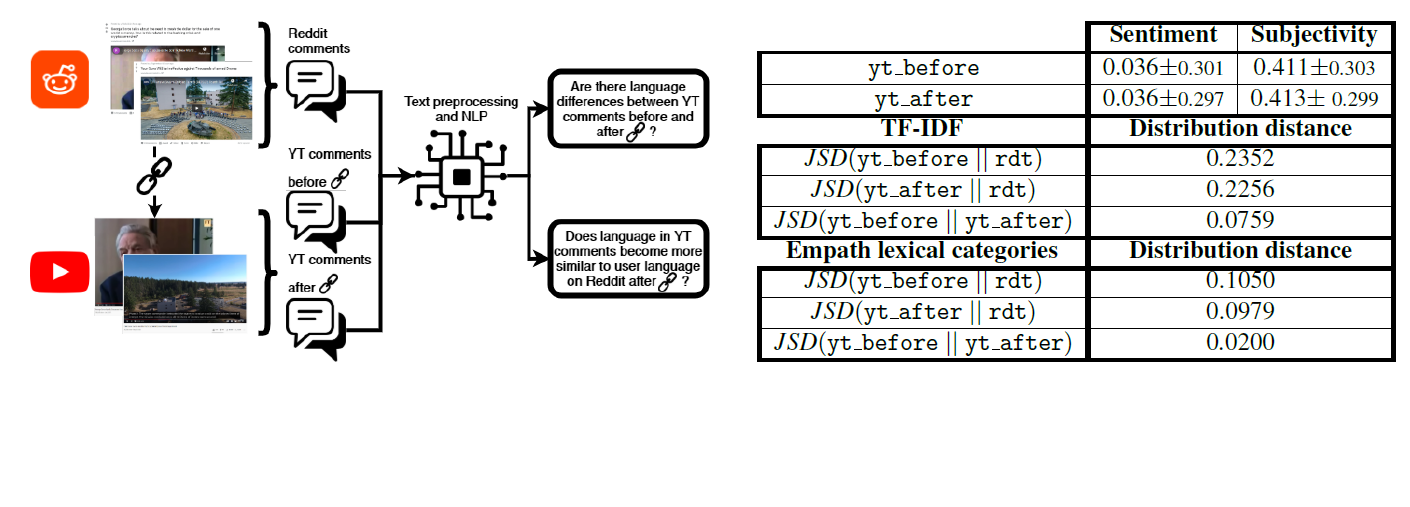 Reddit
comments
YT comments
before
YT comments
after
Text preprocessing
and NLP
Are there language
differences between YT
comments before and
after ?
Does language in YT
comments become more
similar to user language
on Reddit after ?
Sentiment Subjectivity
yt_before 0.036±0.301 0.411±0.303
yt_after 0.036±0.297 0.413± 0.299
TF-IDF Distribution distance
JSD(yt_before || rdt) 0.2352
JSD(yt_after || rdt) 0.2256
JSD(yt_before || yt_after) 0.0759
Empath lexical categories Distribution distance
JSD(yt_before || rdt) 0.1050
JSD(yt_after || rdt) 0.0979
JSD(yt_before || yt_after) 0.0200